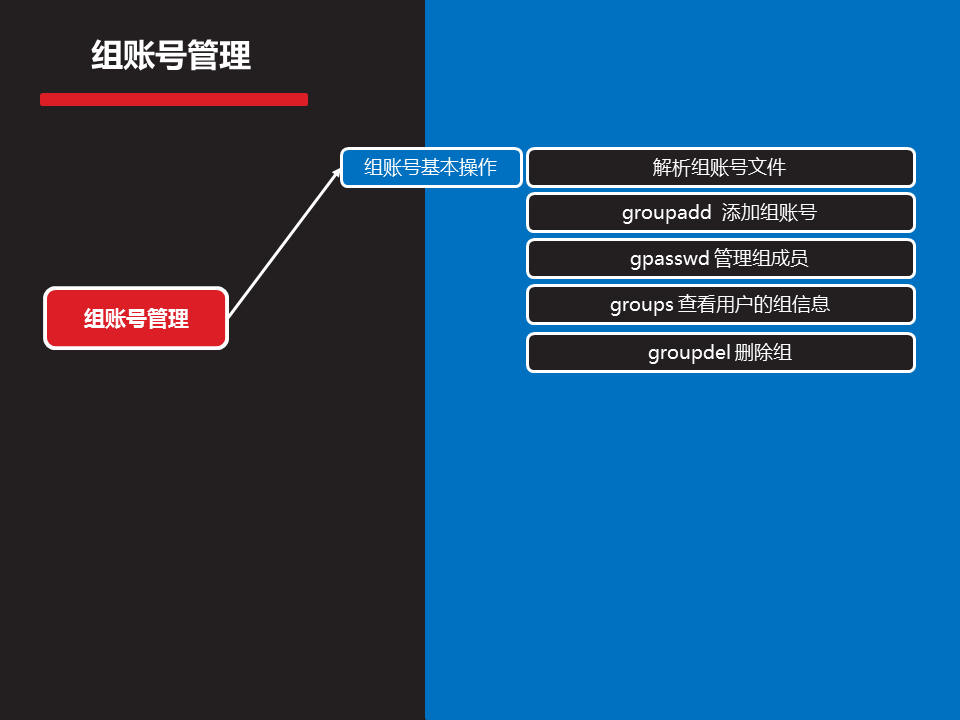 组账号管理
组账号基本操作
解析组账号文件
groupadd 添加组账号
gpasswd 管理组成员
groups 查看用户的组信息
groupdel 删除组
组账号管理